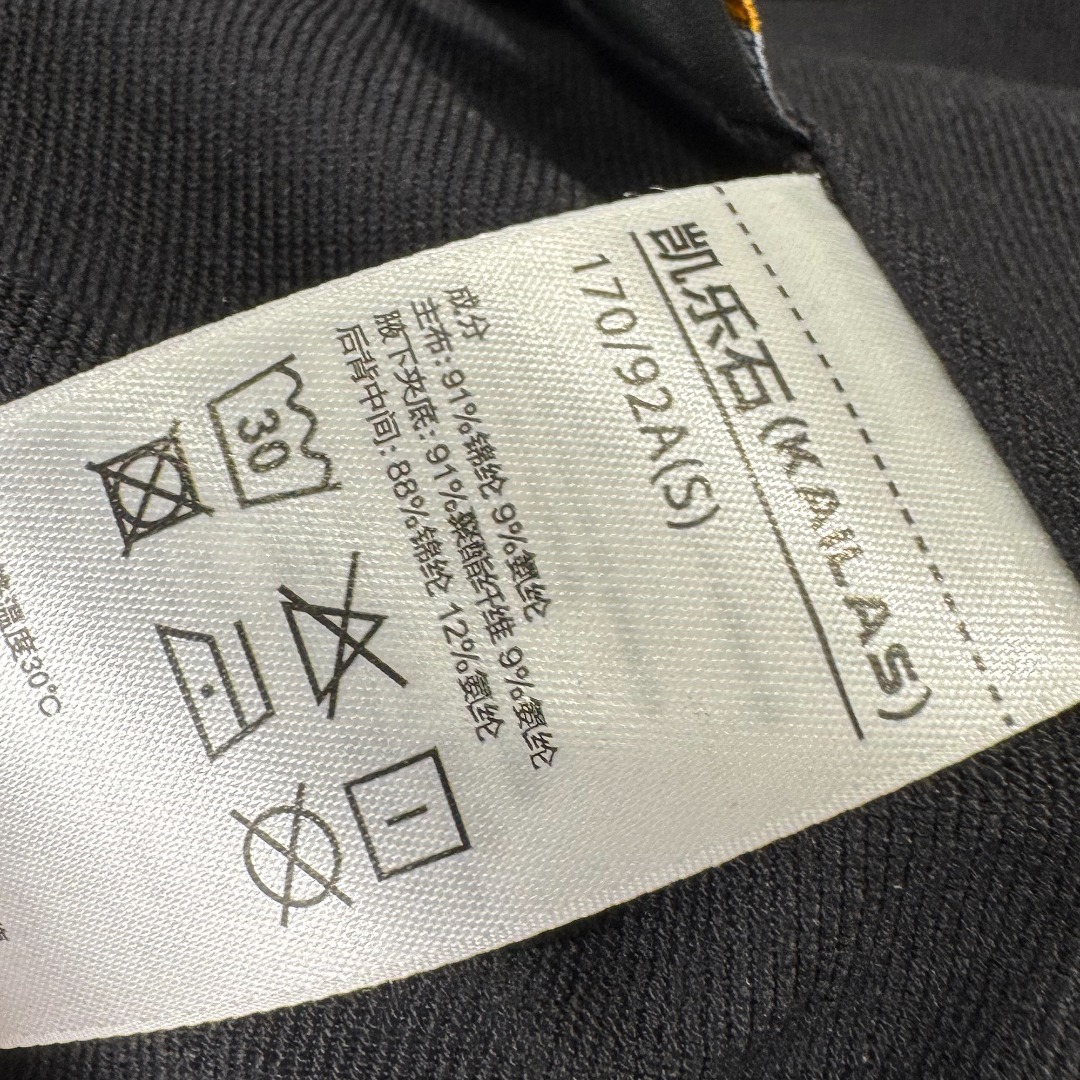 凯乐石(KAILAS)
170/92A(S)
成分
主布:91%锦纶 9%氨纶
腋下夹底:91%聚酯纤维 9%氨纶
后背中间:88%锦纶 12%氨纶
30
温度30℃